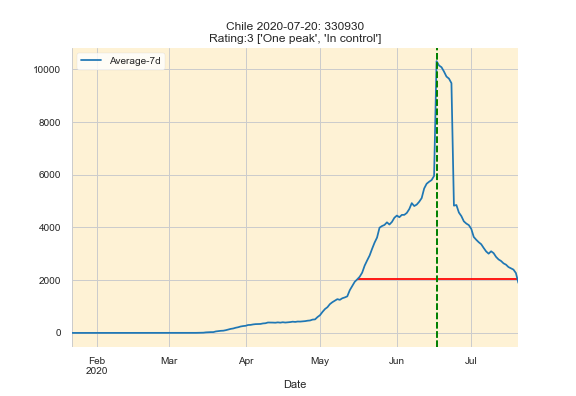 Chile 2020-07-20: 330930
Rating:3 ['One peak', 'In control']
Average-7d
10000
8000
6000
4000
2000
0
Feb
2020
Mar
Apr
May
Jun
Jul
Date